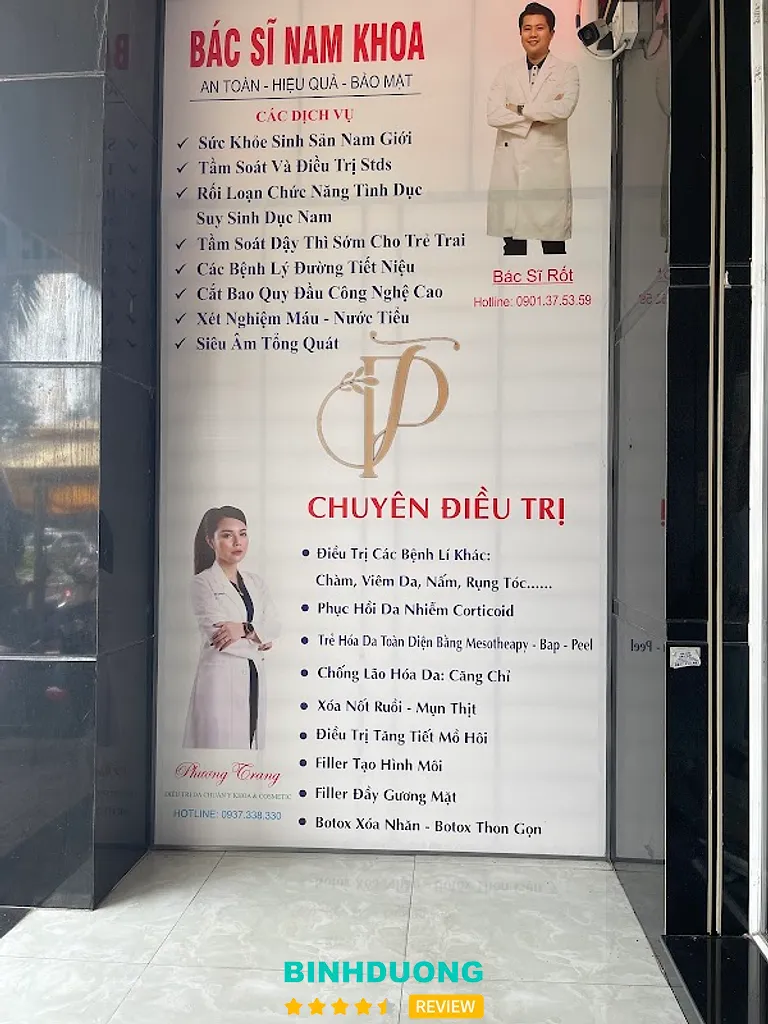 BÁC SĨ NAM KHOA
AN TOÀN - HIỆU QUẢ - BẢO MẬT
CÁC DỊCH VỤ
✓ Sức Khỏe Sinh Sản Nam Giới
✓ Tầm Soát Và Điều Trị Stds
✓ Rối Loạn Chức Năng Tình Dục
Suy Sinh Dục Nam
✓ Tầm Soát Dậy Thì Sớm Cho Trẻ Trai
✓ Các Bệnh Lý Đường Tiết Niệu
✓ Cắt Bao Quy Đầu Công Nghệ Cao
✓ Xét Nghiệm Máu - Nước Tiểu
✓ Siêu Âm Tổng Quát
Bác Sĩ Rốt
Hotline: 0901.37.53.59
CHUYÊN ĐIỀU TRỊ
• Điều Trị Các Bệnh Lí Khác:
Chàm, Viêm Da, Nấm, Rụng Tóc......
• Phục Hồi Da Nhiễm Corticoid
• Trẻ Hóa Da Toàn Diện Bằng Mesotheapy - Bap - Peel
• Chống Lão Hóa Da: Căng Chỉ
• Xóa Nốt Ruồi - Mụn Thịt
• Điều Trị Tăng Tiết Mồ Hôi
• Filler Tạo Hình Môi
• Filler Đầy Gương Mặt
• Botox Xóa Nhăn - Botox Thon Gọn
Phương Trang
ĐIỀU TRỊ DA CHUẨN Y KHOA & COSMETIC
HOTLINE: 0937.338.330
BINHDUONG
REVIEW